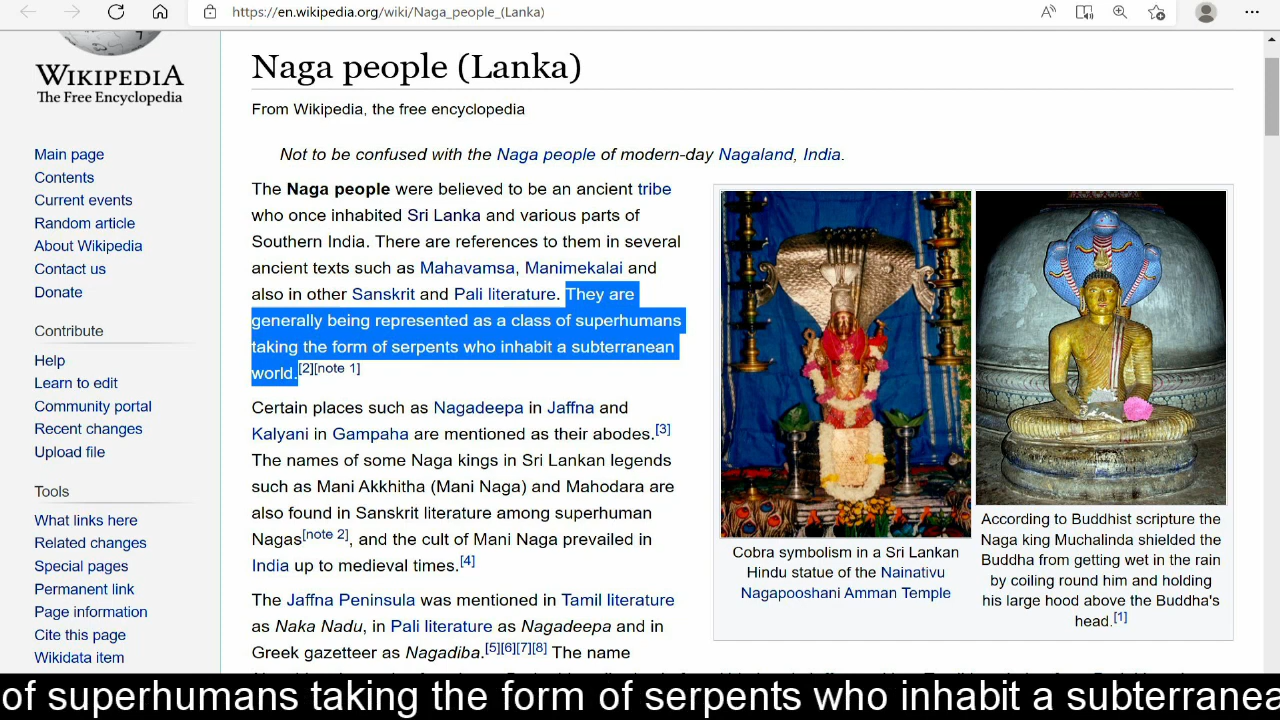 https://en.wikipedia.org/wiki/Naga_people_(Lanka)
WIKIPEDIA
The Free Encyclopedia
Main page
Contents
Current events
Random article
About Wikipedia
Contact us
Donate
Contribute
Help
Learn to edit
Community portal
Recent changes
Upload file
Tools
What links here
Related changes
Special pages
Permanent link
Page information
Cite this page
Wikidata item
Naga people (Lanka)
From Wikipedia, the free encyclopedia
Not to be confused with the Naga people of modern-day Nagaland, India.
The Naga people were believed to be an ancient tribe
who once inhabited Sri Lanka and various parts of
Southern India. There are references to them in several
ancient texts such as Mahavamsa, Manimekalai and
also in other Sanskrit and Pali literature. They are
generally being represented as a class of superhumans
taking the form of serpents who inhabit a subterranean
world.[2][note 1]
Certain places such as Nagadeepa in Jaffna and
Kalyani in Gampaha are mentioned as their abodes.[3]
The names of some Naga kings in Sri Lankan legends
such as Mani Akkhitha (Mani Naga) and Mahodara are
also found in Sanskrit literature among superhuman
Nagas[note 2], and the cult of Mani Naga prevailed in
India up to medieval times.[4]
The Jaffna Peninsula was mentioned in Tamil literature
as Naka Nadu, in Pali literature as Nagadeepa and in
Greek gazetteer as Nagadiba.[5][6][7][8] The name
Cobra symbolism in a Sri Lankan
Hindu statue of the Nainativu
Nagapooshani Amman Temple
According to Buddhist scripture the
Naga king Muchalinda shielded the
Buddha from getting wet in the rain
by coiling round him and holding
his large hood above the Buddha's
head.[1]
of superhumans taking the form of serpents who inhabit a subterranea